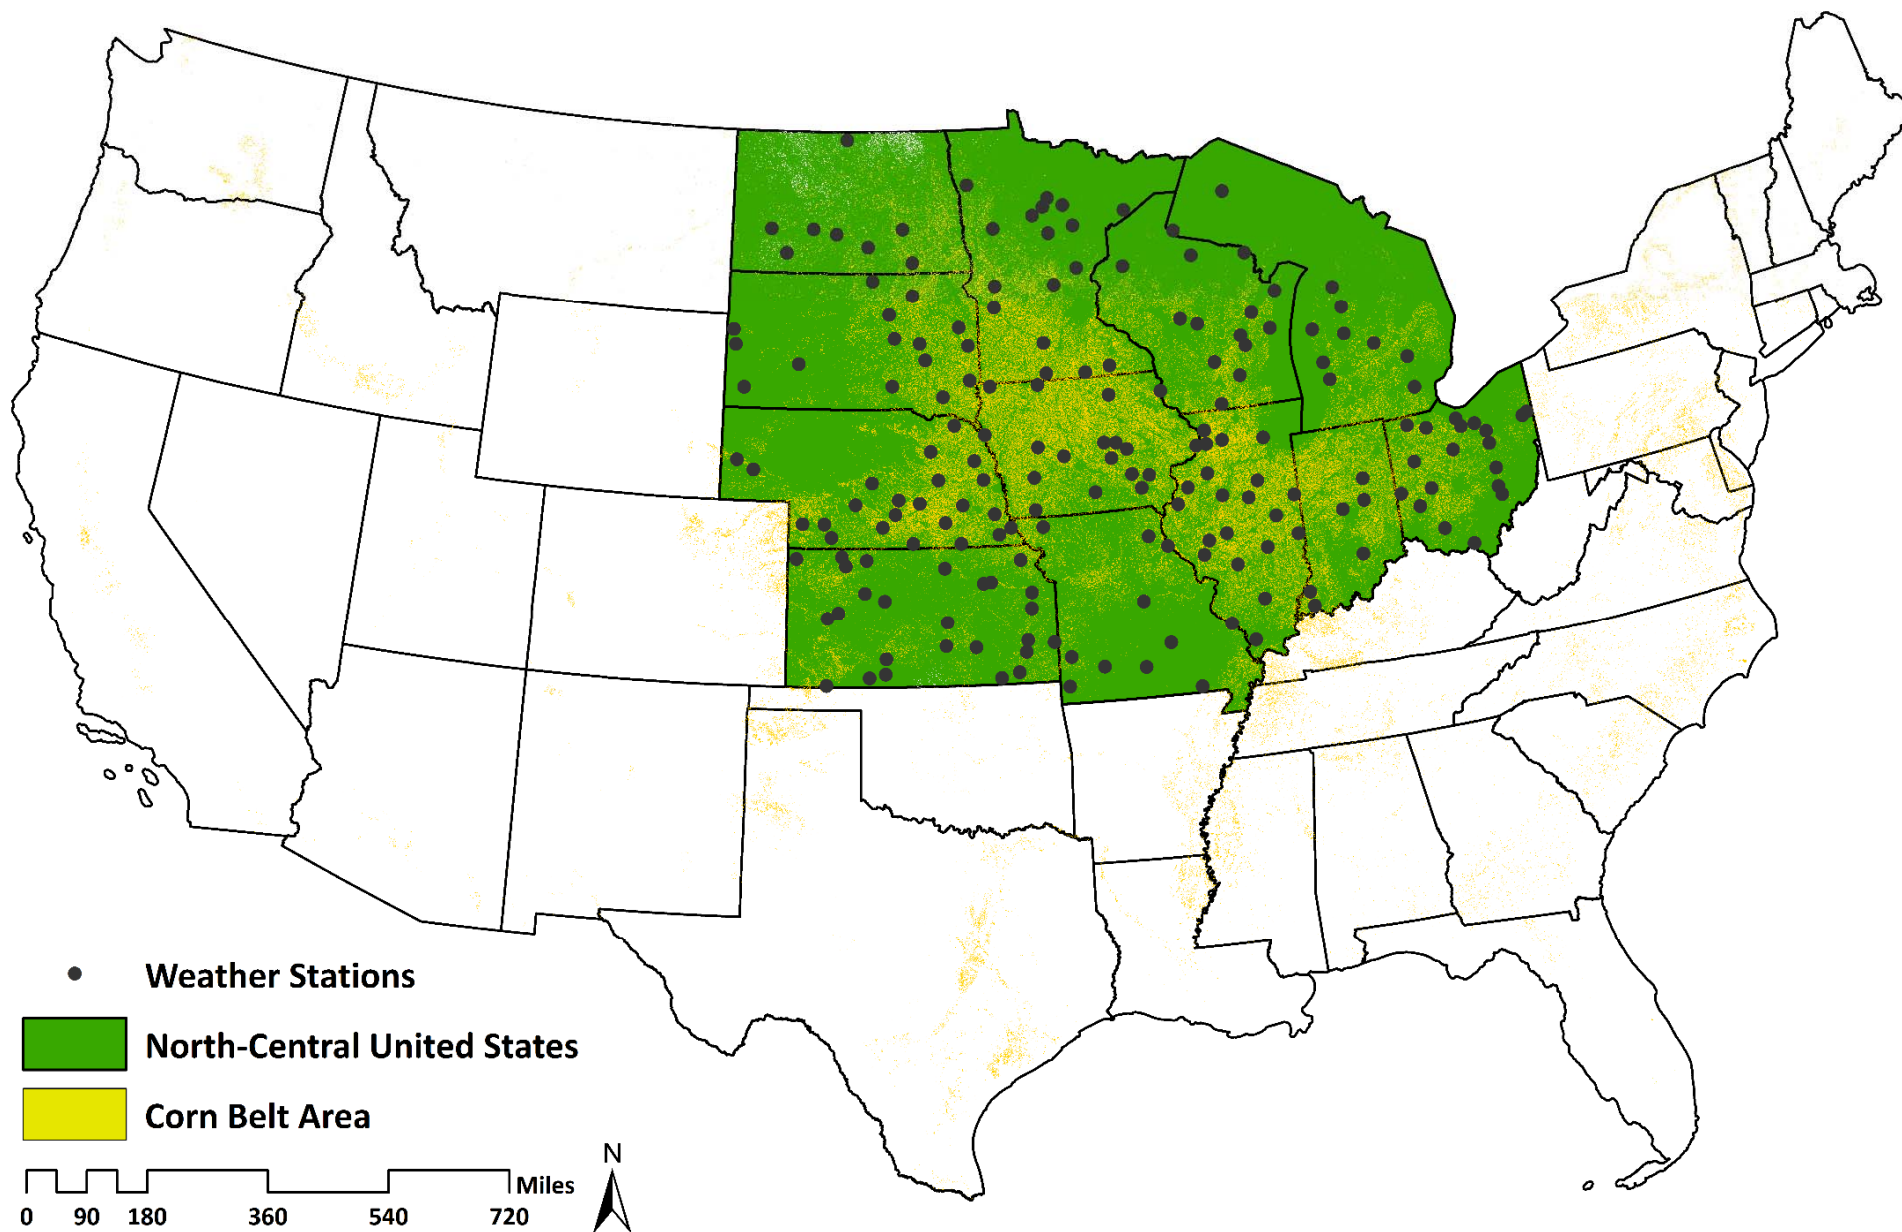 Weather Stations
North-Central United States
Corn Belt Area
N
Miles
0 90 180 360 540 720